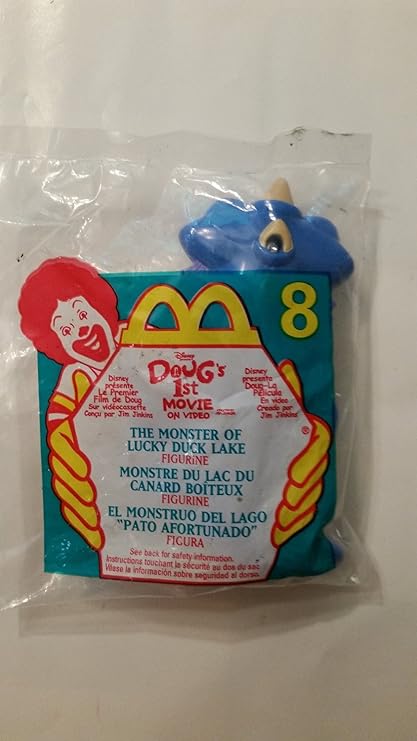 8
Disney
DOUG'S
1st
MOVIE
ON VIDEO
Disney
présente
Le Premier
Film de Doug
Sur vidéocassette
Conçu par Jim Jinkins
Disney
presenta
Doug-La
Película
En video
Creado por
Jim Jinkins
THE MONSTER OF
LUCKY DUCK LAKE
FIGURINE
MONSTRE DU LAC DU
CANARD BOÎTEUX
FIGURINE
EL MONSTRUO DEL LAGO
"PATO AFORTUNADO"
FIGURA
See back for safety information.
Instructions touchant la sécurité au dos du sac.
Véase la información sobre seguridad al dorso.
®